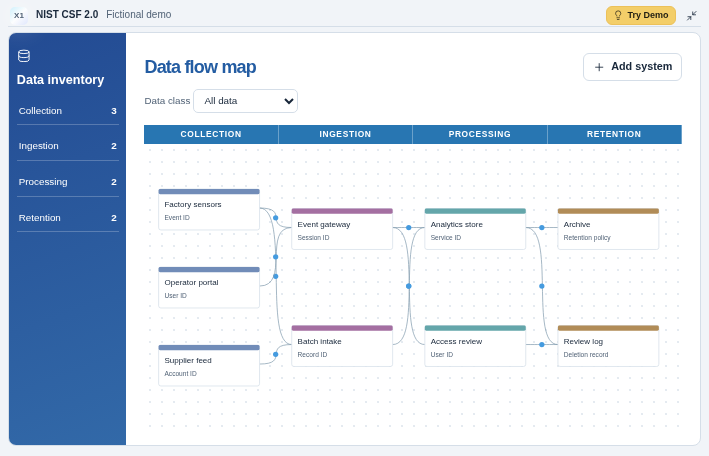 X1 NIST CSF 2.0 Fictional demo
Try Demo
Data inventory
Collection 3
Ingestion 2
Processing 2
Retention 2
Data flow map
Add system
Data class All data
COLLECTION INGESTION PROCESSING RETENTION
Factory sensors
Event ID
Operator portal
User ID
Supplier feed
Account ID
Event gateway
Session ID
Batch intake
Record ID
Analytics store
Service ID
Access review
User ID
Archive
Retention policy
Review log
Deletion record